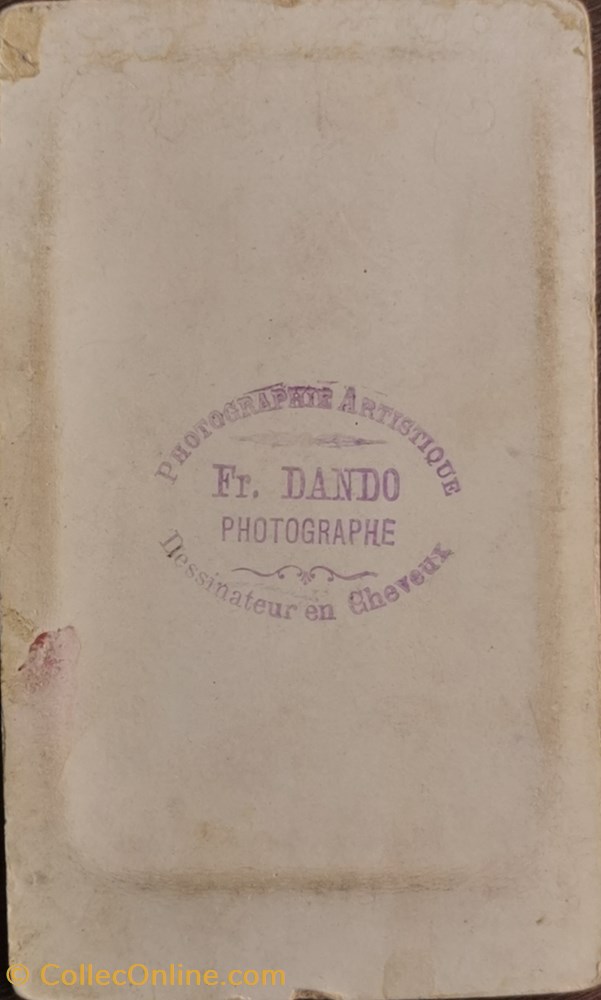 PHOTOGRAPHIE ARTISTIQUE
Fr. DANDO
PHOTOGRAPHE
Dessinateur en Cheveux
© CollecOnline.com